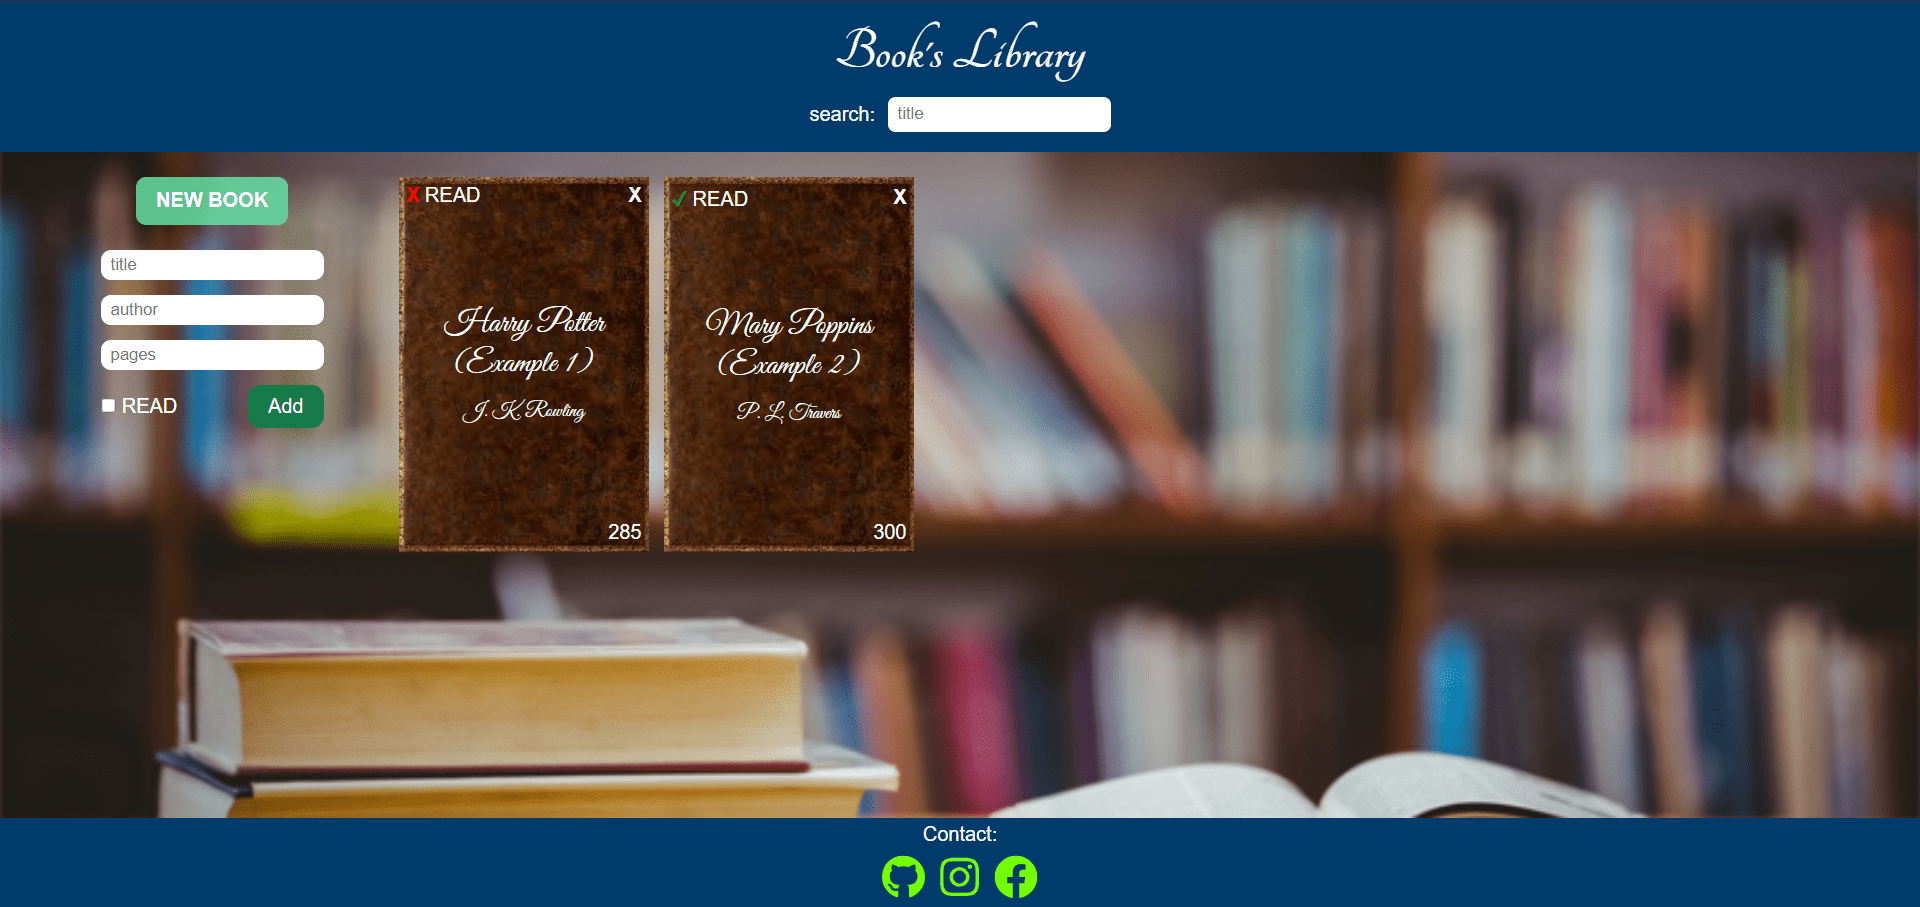 Book's Library
search: title
NEW BOOK
title
author
pages
READ Add
X READ X
Harry Potter
(Example 1)
J. K. Rowling
285
✓ READ X
Mary Poppins
(Example 2)
P. L. Travers
300
Contact: